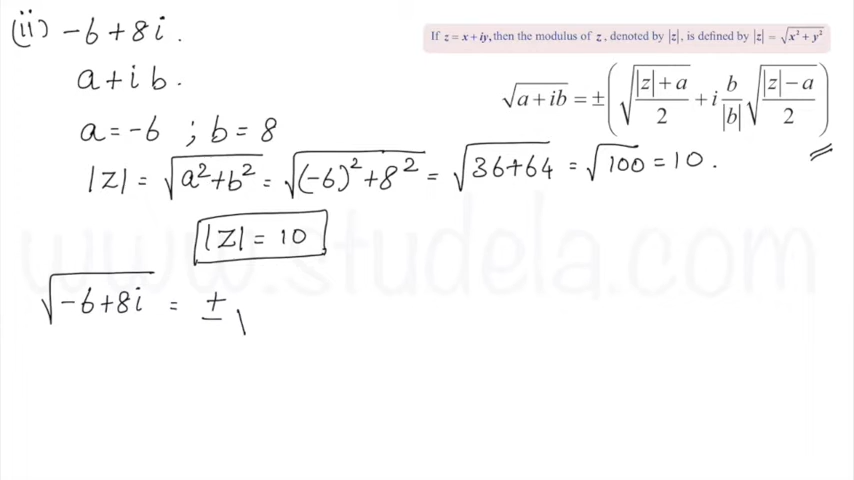 (ii) -6+8i.
If z = x + iy, then the modulus of z, denoted by |z|, is defined by |z| = √(x² + y²)
a+ib.
√(a+ib) = ±(√((|z|+a)/2) + i b/|b| √((|z|−a)/2))
a=-6 ; b=8
|Z| = √(a²+b²) = √((-6)²+8²) = √(36+64) = √100 = 10.
|Z| = 10
www.studela.com
√(-6+8i) = ±